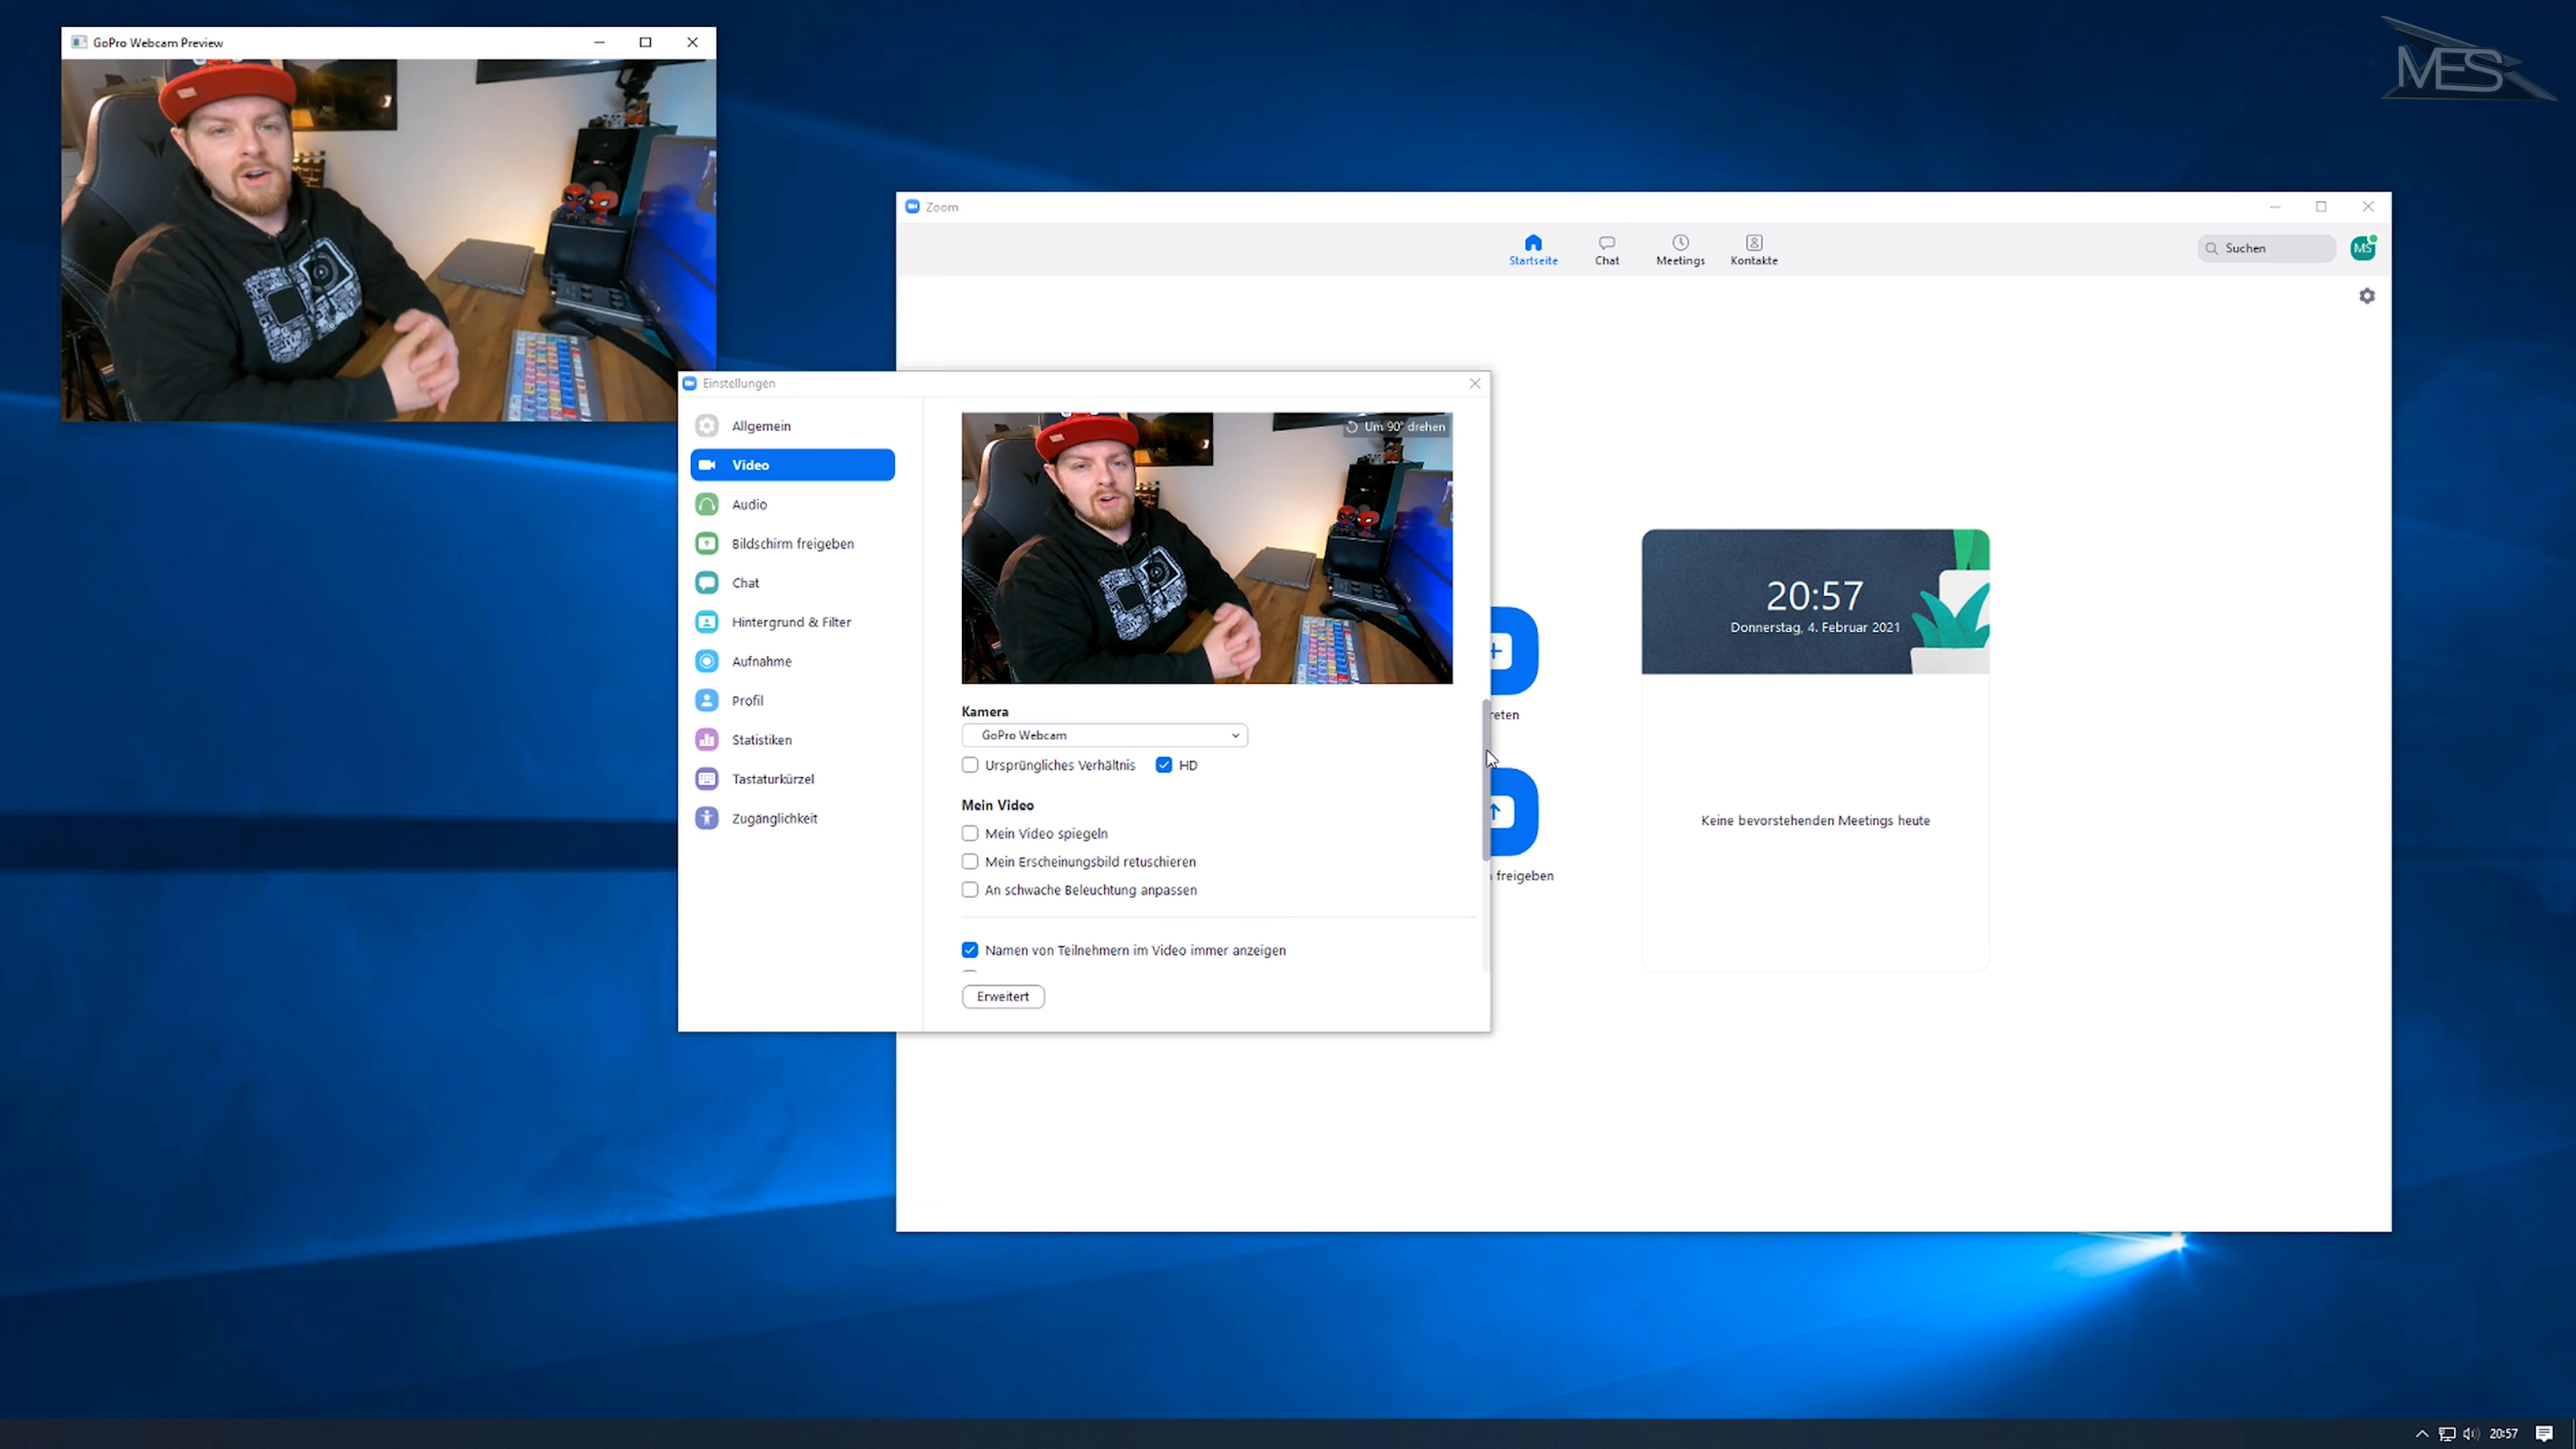 GoPro Webcam Preview
MES
Zoom
Startseite
Chat
Meetings
Kontakte
Suchen
MS
Einstellungen
Allgemein
Video
Audio
Bildschirm freigeben
Chat
Hintergrund & Filter
Aufnahme
Profil
Statistiken
Tastaturkürzel
Zugänglichkeit
Um 90° drehen
Kamera
GoPro Webcam
Ursprüngliches Verhältnis
HD
Mein Video
Mein Video spiegeln
Mein Erscheinungsbild retuschieren
An schwache Beleuchtung anpassen
Namen von Teilnehmern im Video immer anzeigen
Erweitert
reten
freigeben
20:57
Donnerstag, 4. Februar 2021
Keine bevorstehenden Meetings heute
20:57